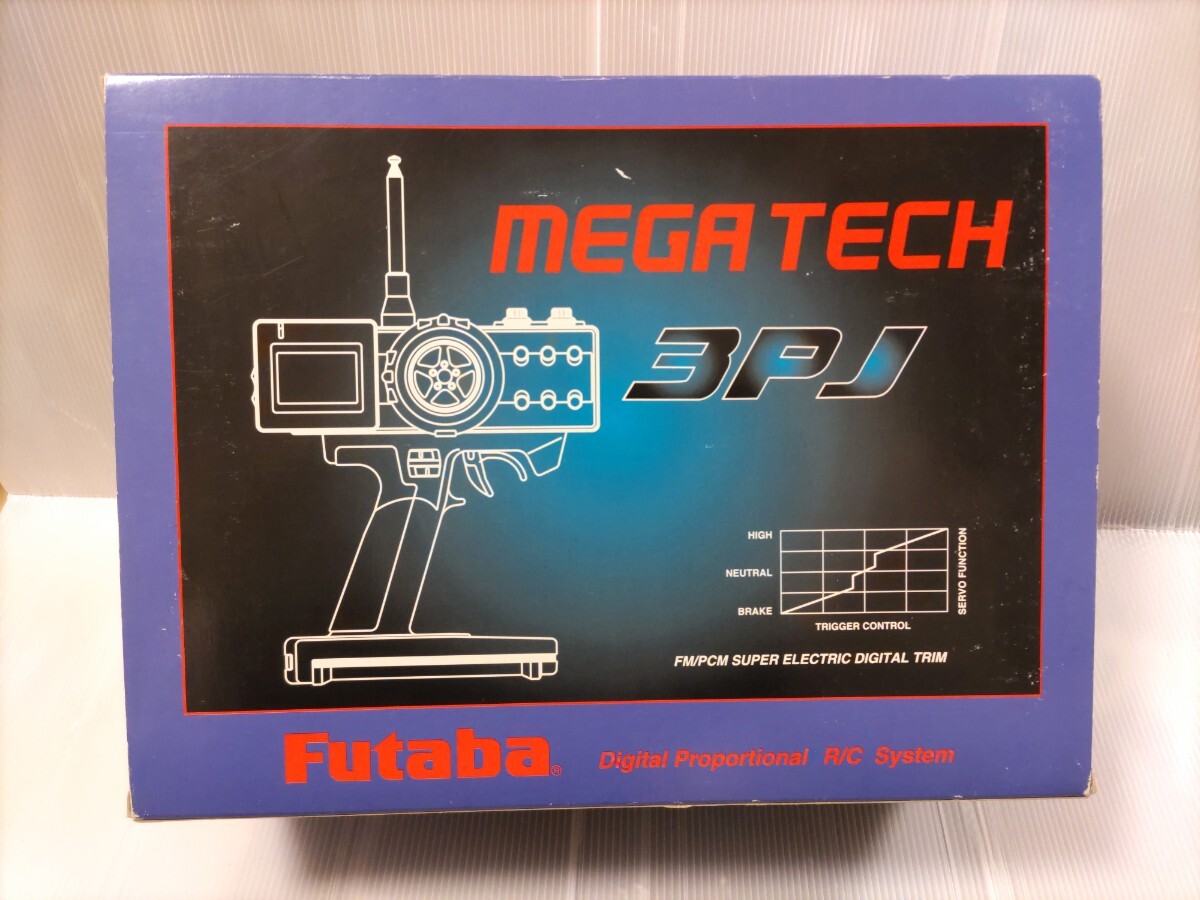 MEGA TECH
3PJ
HIGH
NEUTRAL
BRAKE
SERVO FUNCTION
TRIGGER CONTROL
FM/PCM SUPER ELECTRIC DIGITAL TRIM
Futaba®
Digital Proportional R/C System